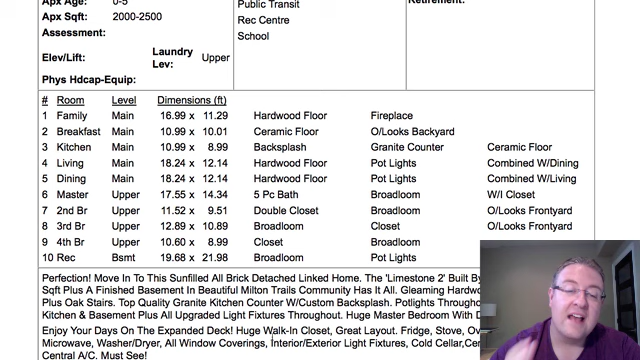 Apx Age: 0-5 Public Transit
Apx Sqft: 2000-2500 Rec Centre
Assessment: School
Elev/Lift: Laundry Lev: Upper
Phys Hdcap-Equip:
# Room Level Dimensions (ft)
1 Family Main 16.99 x 11.29 Hardwood Floor Fireplace
2 Breakfast Main 10.99 x 10.01 Ceramic Floor O/Looks Backyard
3 Kitchen Main 10.99 x 8.99 Backsplash Granite Counter Ceramic Floor
4 Living Main 18.24 x 12.14 Hardwood Floor Pot Lights Combined W/Dining
5 Dining Main 18.24 x 12.14 Hardwood Floor Pot Lights Combined W/Living
6 Master Upper 17.55 x 14.34 5 Pc Bath Broadloom W/I Closet
7 2nd Br Upper 11.52 x 9.51 Double Closet Broadloom O/Looks Frontyard
8 3rd Br Upper 12.89 x 10.89 Broadloom Closet O/Looks Frontyard
9 4th Br Upper 10.60 x 8.99 Closet Broadloom
10 Rec Bsmt 19.68 x 21.98 Broadloom Pot Lights
Perfection! Move In To This Sunfilled All Brick Detached Linked Home. The 'Limestone 2' Built By
Sqft Plus A Finished Basement In Beautiful Milton Trails Community Has It All. Gleaming
Plus Oak Stairs. Top Quality Granite Kitchen Counter W/Custom Backsplash. Potlights
Kitchen & Basement Plus All Upgraded Light Fixtures Throughout. Huge Master Bedroom With
Enjoy Your Days On The Expanded Deck! Huge Walk-In Closet, Great Layout. Fridge, Stove,
Microwave, Washer/Dryer, All Window Coverings, Interior/Exterior Light Fixtures, Cold Cellar,
Central A/C. Must See!